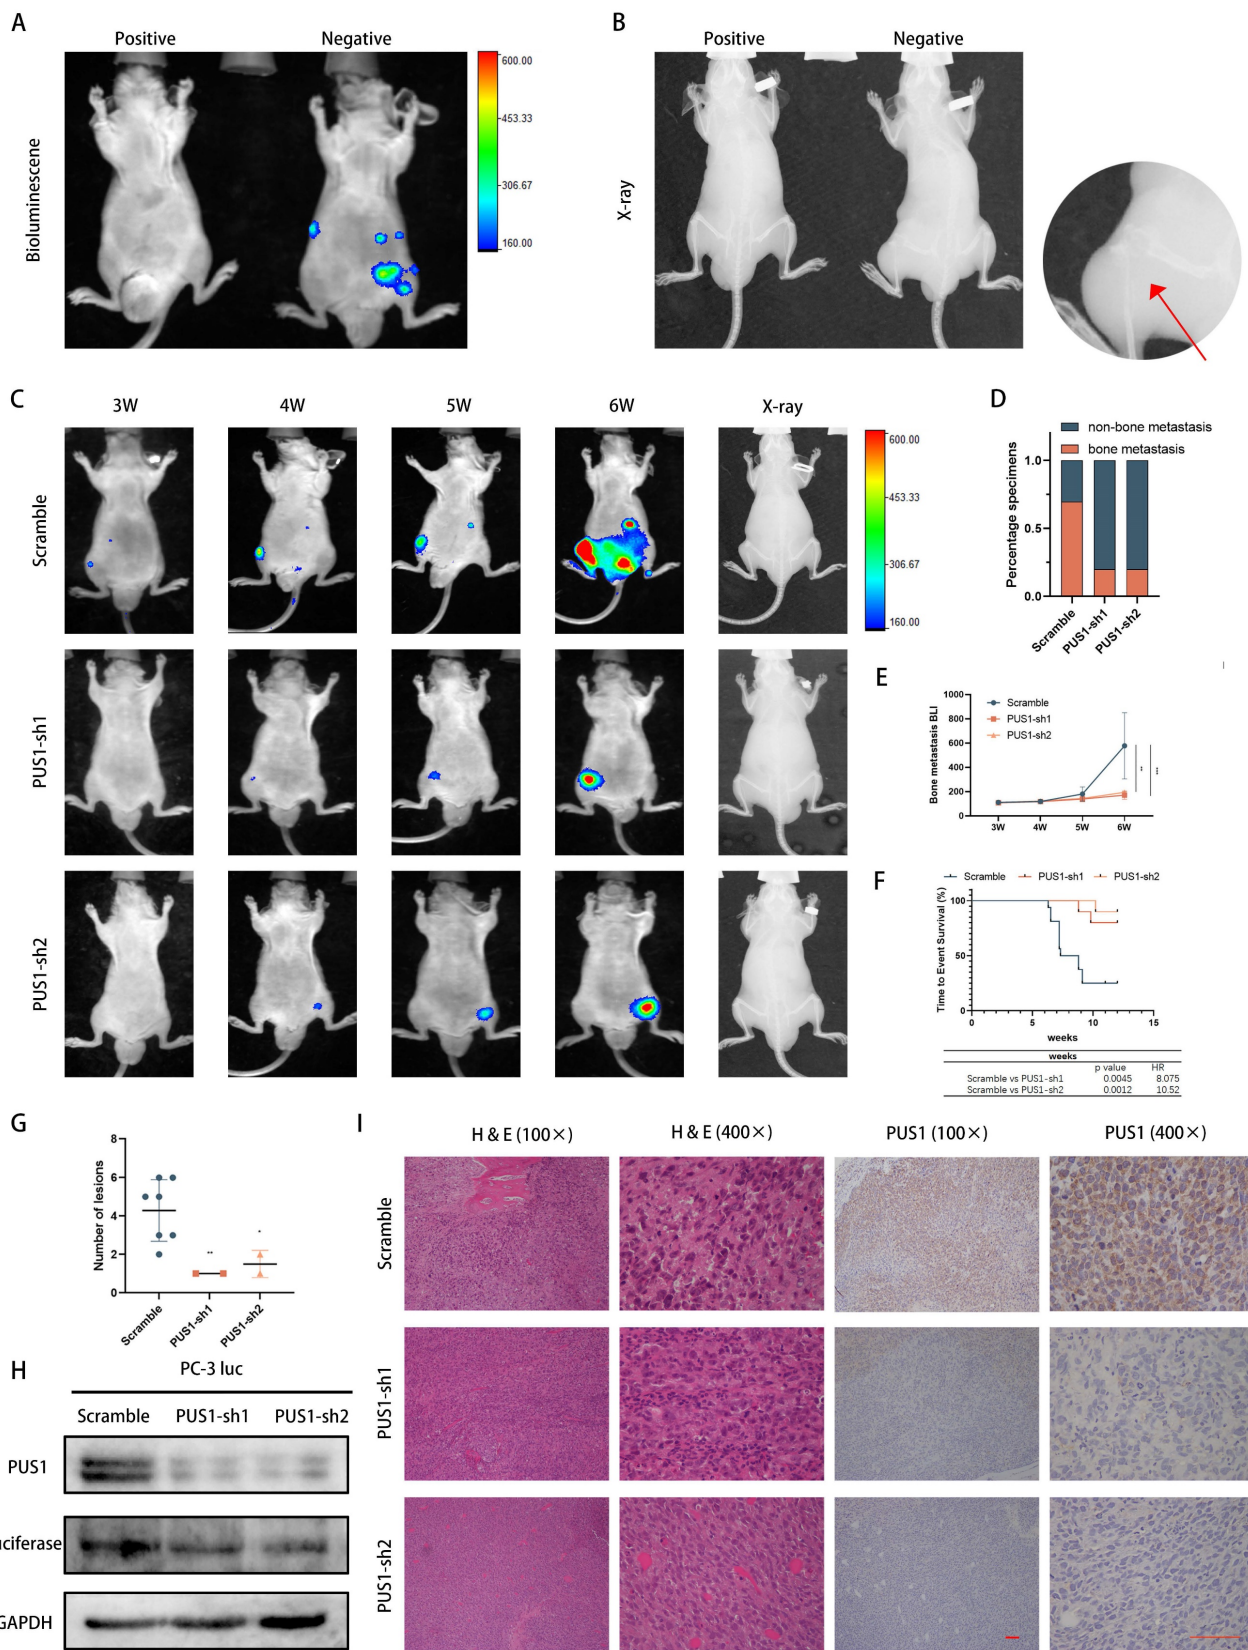 A
Positive
Negative
Bioluminescene
600.00
453.33
306.67
160.00
B
Positive
Negative
X-ray
C
3W
4W
5W
6W
X-ray
Scramble
PUS1-sh1
PUS1-sh2
600.00
453.33
306.67
160.00
D
non-bone metastasis
bone metastasis
Percentage specimens
1.0
0.5
0.0
Scramble
PUS1-sh1
PUS1-sh2
E
Bone metastasis BLI
1000
800
600
400
200
0
Scramble
PUS1-sh1
PUS1-sh2
**
***
3W
4W
5W
6W
F
Scramble
PUS1-sh1
PUS1-sh2
Time to Event Survival (%)
100
50
0
0
5
10
15
weeks
weeks
p value HR
Scramble vs PUS1-sh1 0.0045 8.075
Scramble vs PUS1-sh2 0.0012 10.52
G
Number of lesions
8
6
4
2
0
**
*
Scramble
PUS1-sh1
PUS1-sh2
H
PC-3 luc
Scramble
PUS1-sh1
PUS1-sh2
PUS1
uciferase
GAPDH
I
H & E (100×)
H & E (400×)
PUS1 (100×)
PUS1 (400×)
Scramble
PUS1-sh1
PUS1-sh2